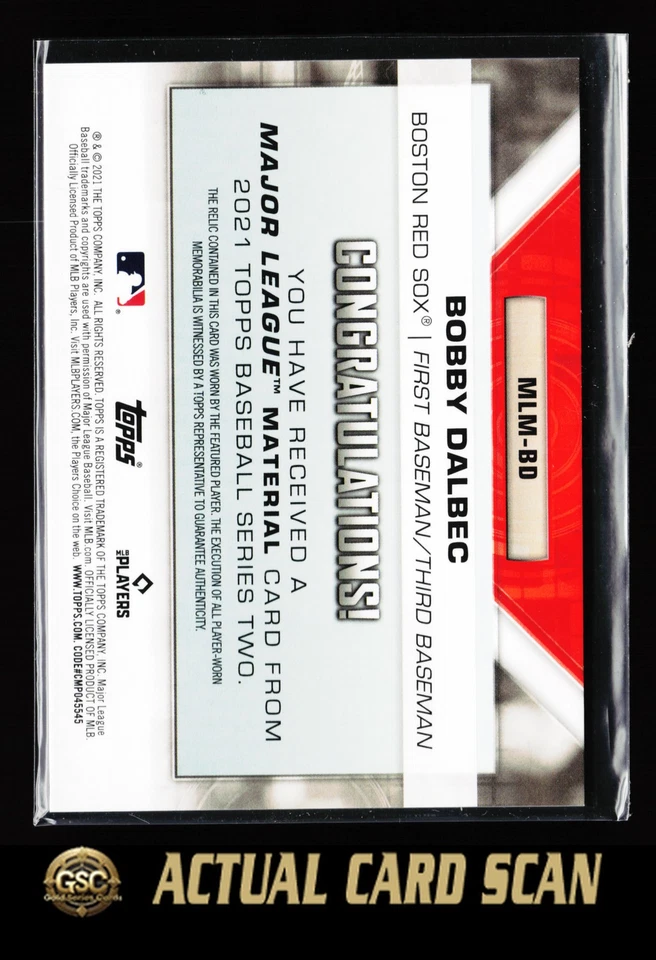 MLM-BD
BOBBY DALBEC
BOSTON RED SOX® | FIRST BASEMAN/THIRD BASEMAN
CONGRATULATIONS!
YOU HAVE RECEIVED A
MAJOR LEAGUE™ MATERIAL CARD FROM
2021 TOPPS BASEBALL SERIES TWO.
THE RELIC CONTAINED IN THIS CARD WAS WORN BY THE FEATURED PLAYER. THE EXECUTION OF ALL PLAYER-WORN
MEMORABILIA IS WITNESSED BY A TOPPS REPRESENTATIVE TO GUARANTEE AUTHENTICITY.
®
topps®
MLB PLAYERS
® & © 2021 THE TOPPS COMPANY, INC. ALL RIGHTS RESERVED. TOPPS IS A REGISTERED TRADEMARK OF THE TOPPS COMPANY, INC. Major League
Baseball trademarks and copyrights are used with permission of Major League Baseball. Visit MLB.com. OFFICIALLY LICENSED PRODUCT OF MLB
Officially Licensed Product of MLB Players, Inc. Visit MLBPLAYERS.COM, the Players Choice on the web. WWW.TOPPS.COM. CODE#CMP045545
GSC
Gold Series Cards
ACTUAL CARD SCAN